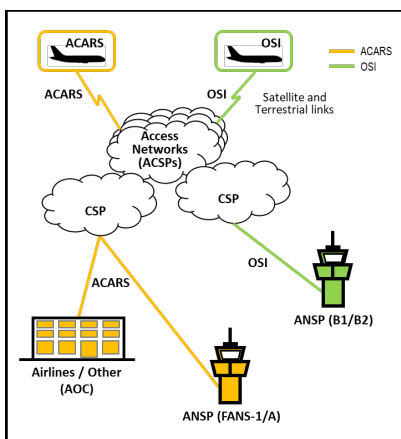 ACARS
OSI
ACARS
OSI
ACARS
OSI
Satellite and
Terrestrial links
Access
Networks
(ACSPs)
CSP
CSP
OSI
ACARS
ANSP (B1/B2)
Airlines / Other
(AOC)
ANSP (FANS-1/A)